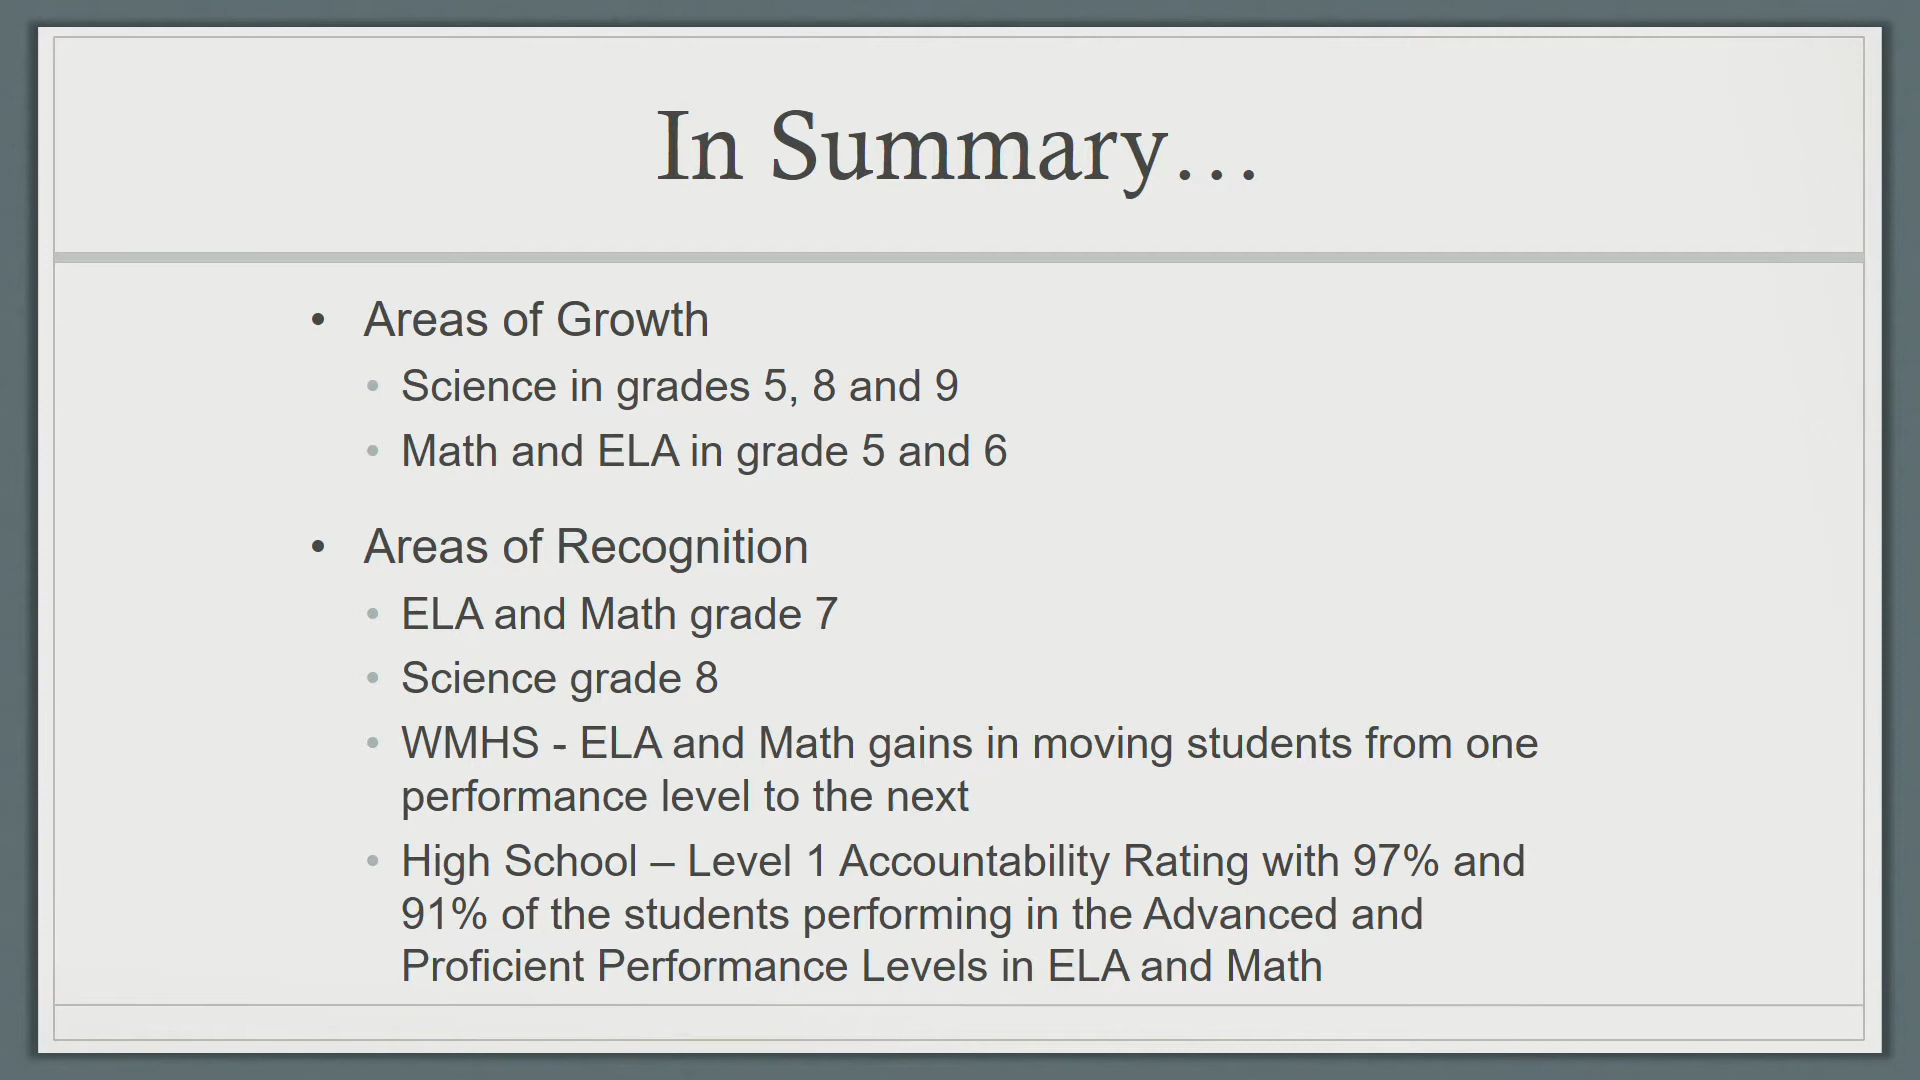 In Summary…
• Areas of Growth
• Science in grades 5, 8 and 9
• Math and ELA in grade 5 and 6
• Areas of Recognition
• ELA and Math grade 7
• Science grade 8
• WMHS - ELA and Math gains in moving students from one
performance level to the next
• High School – Level 1 Accountability Rating with 97% and
91% of the students performing in the Advanced and
Proficient Performance Levels in ELA and Math